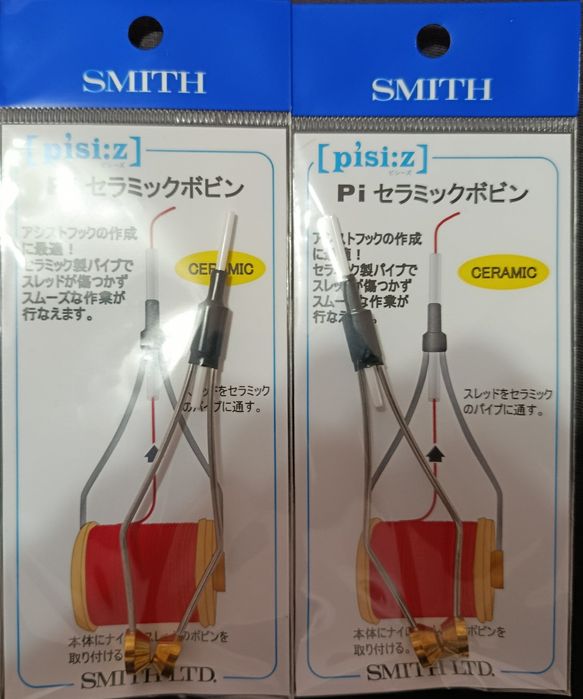 SMITH
[pisi:z]
ピシーズ
Pi セラミックボビン
アシストフックの作成
に最適！
セラミック製パイプで
スレッドが傷つかず
スムーズな作業が
行なえます。
CERAMIC
スレッドをセラミック
のパイプに通す。
本体にナイ スレッ のボビンを
取り付ける
SMITH LTD.
SMITH
[pisi:z]
ピシーズ
Pi セラミックボビン
アシストフックの作成
に最適！
セラミック製パイプで
スレッドが傷つかず
スムーズな作業が
行なえます。
CERAMIC
スレッドをセラミック
のパイプに通す。
本体にナイロ のボビンを
取り付ける。
SMITH LTD.